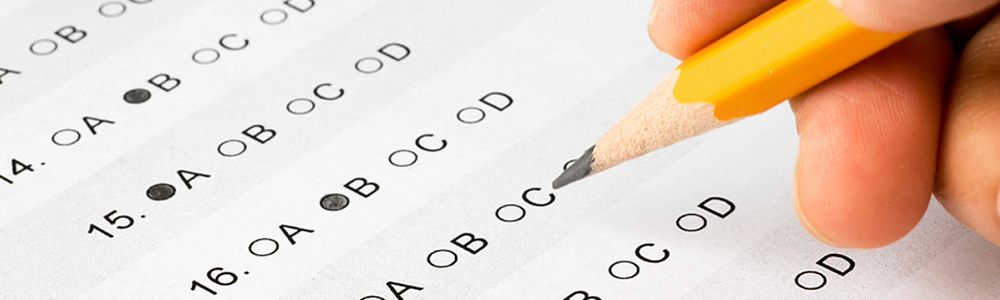 A B
14. A B C D
15. A B C D
16. A B C D
A B C
B C D
D